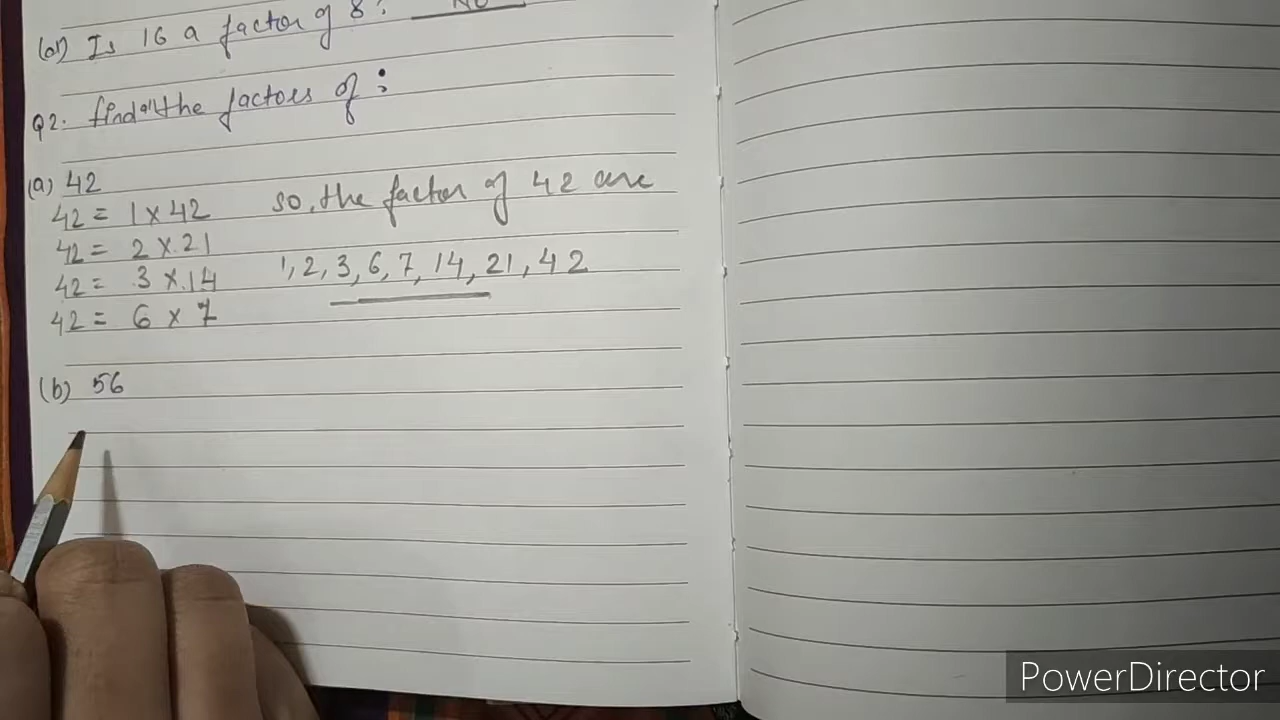 (d) Is 16 a factor of 8? No
Q2. find all the factors of :
(a) 42
42 = 1 x 42 so, the factor of 42 are
42 = 2 x 21
42 = 3 x 14 1, 2, 3, 6, 7, 14, 21, 42
42 = 6 x 7
(b) 56
PowerDirector